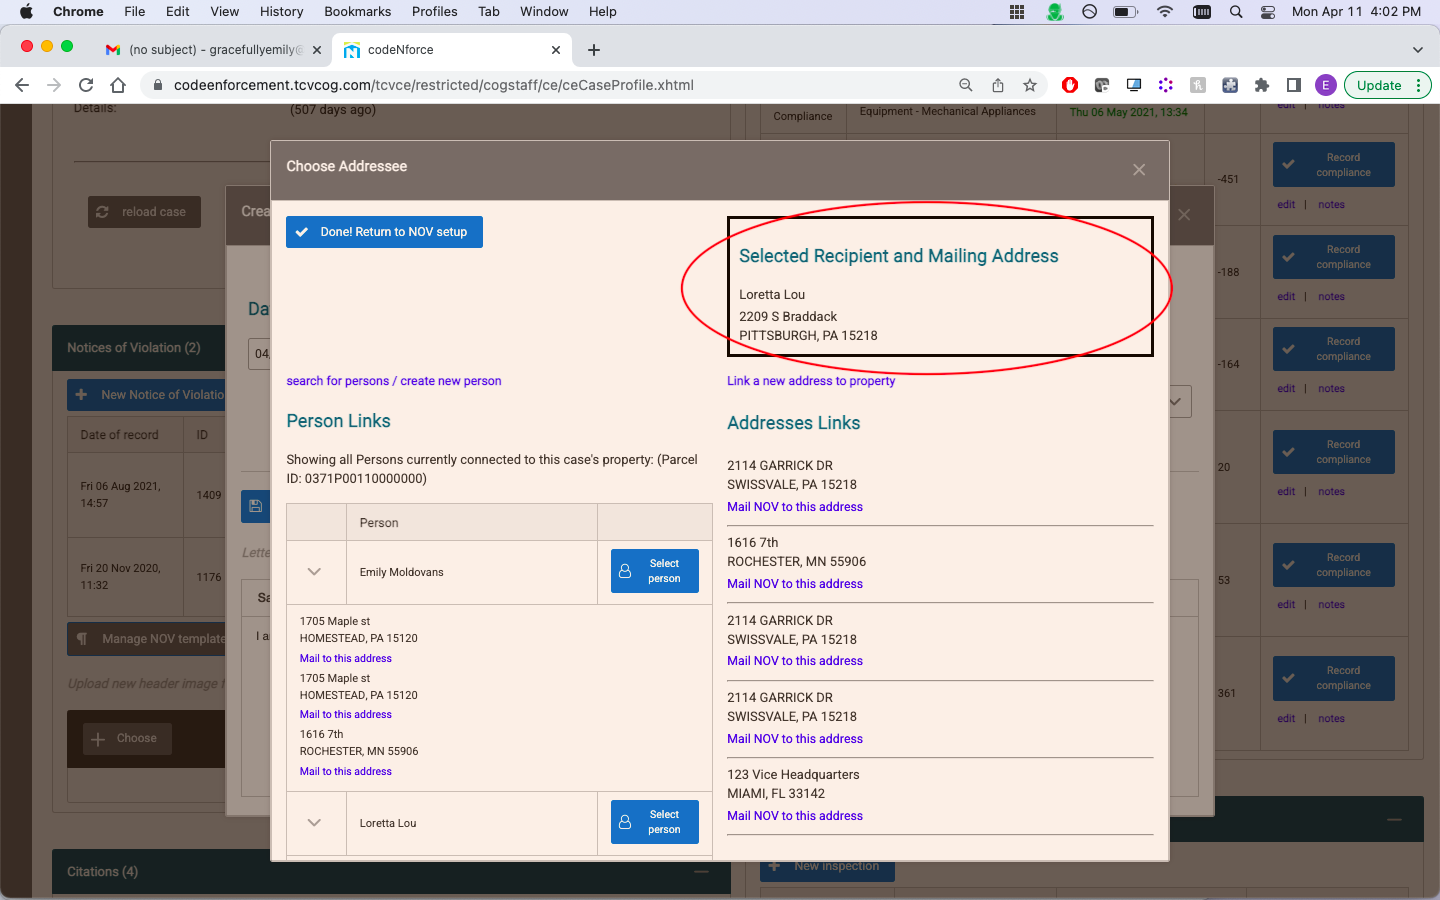 Chrome File Edit View History Bookmarks Profiles Tab Window Help Mon Apr 11 4:02 PM
(no subject) - gracefullyemily@
codeNforce
codeenforcement.tcvcog.com/tcvce/restricted/cogstaff/ce/ceCaseProfile.xhtml
E
Update
Details:
(507 days ago)
reload case
Notices of Violation (2)
New Notice of Violatio
Date of record ID
Fri 06 Aug 2021,
14:57
1409
Fri 20 Nov 2020,
11:32
1176
Manage NOV template
Upload new header image f
Choose
Citations (4)
Crea
Da
04,
Lette
Sa
I a
Choose Addressee
Done! Return to NOV setup
search for persons / create new person
Person Links
Showing all Persons currently connected to this case's property: (Parcel
ID: 0371P00110000000)
Person
Emily Moldovans
Select
person
1705 Maple st
HOMESTEAD, PA 15120
Mail to this address
1705 Maple st
HOMESTEAD, PA 15120
Mail to this address
1616 7th
ROCHESTER, MN 55906
Mail to this address
Loretta Lou
Select
person
Selected Recipient and Mailing Address
Loretta Lou
2209 S Braddack
PITTSBURGH, PA 15218
Link a new address to property
Addresses Links
2114 GARRICK DR
SWISSVALE, PA 15218
Mail NOV to this address
1616 7th
ROCHESTER, MN 55906
Mail NOV to this address
2114 GARRICK DR
SWISSVALE, PA 15218
Mail NOV to this address
2114 GARRICK DR
SWISSVALE, PA 15218
Mail NOV to this address
123 Vice Headquarters
MIAMI, FL 33142
Mail NOV to this address
Compliance
Equipment - Mechanical Appliances
Thu 06 May 2021, 13:34
edit notes
-451
Record
compliance
edit | notes
-188
Record
compliance
edit | notes
-164
Record
compliance
edit | notes
20
Record
compliance
edit | notes
53
Record
compliance
edit | notes
361
Record
compliance
edit | notes
New inspection